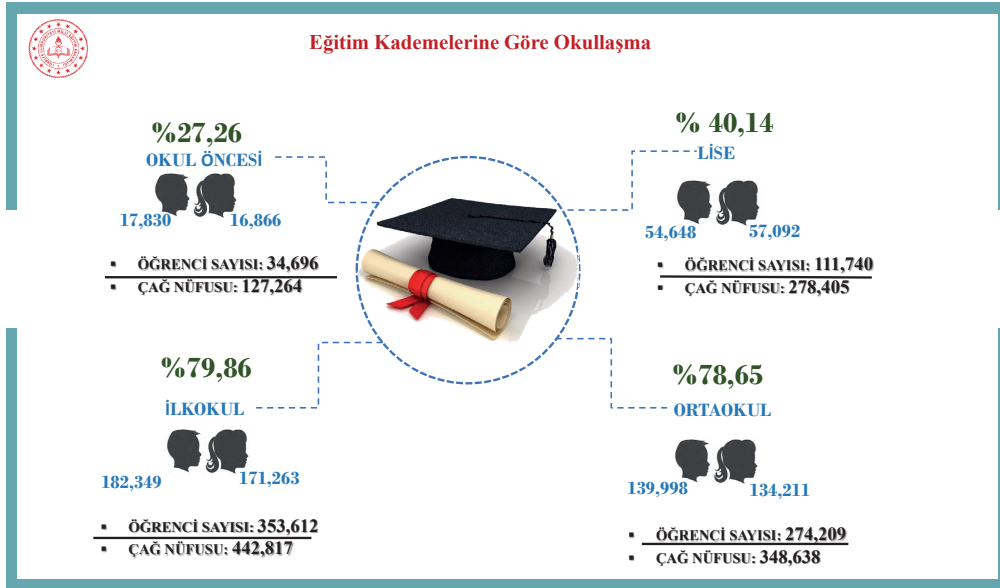 Eğitim Kademelerine Göre Okullaşma
%27,26
OKUL ÖNCESİ
17,830 16,866
▪ ÖĞRENCİ SAYISI: 34,696
▪ ÇAĞ NÜFUSU: 127,264
% 40,14
LİSE
54,648 57,092
▪ ÖĞRENCİ SAYISI: 111,740
▪ ÇAĞ NÜFUSU: 278,405
%79,86
İLKOKUL
182,349 171,263
▪ ÖĞRENCİ SAYISI: 353,612
▪ ÇAĞ NÜFUSU: 442,817
%78,65
ORTAOKUL
139,998 134,211
▪ ÖĞRENCİ SAYISI: 274,209
▪ ÇAĞ NÜFUSU: 348,638